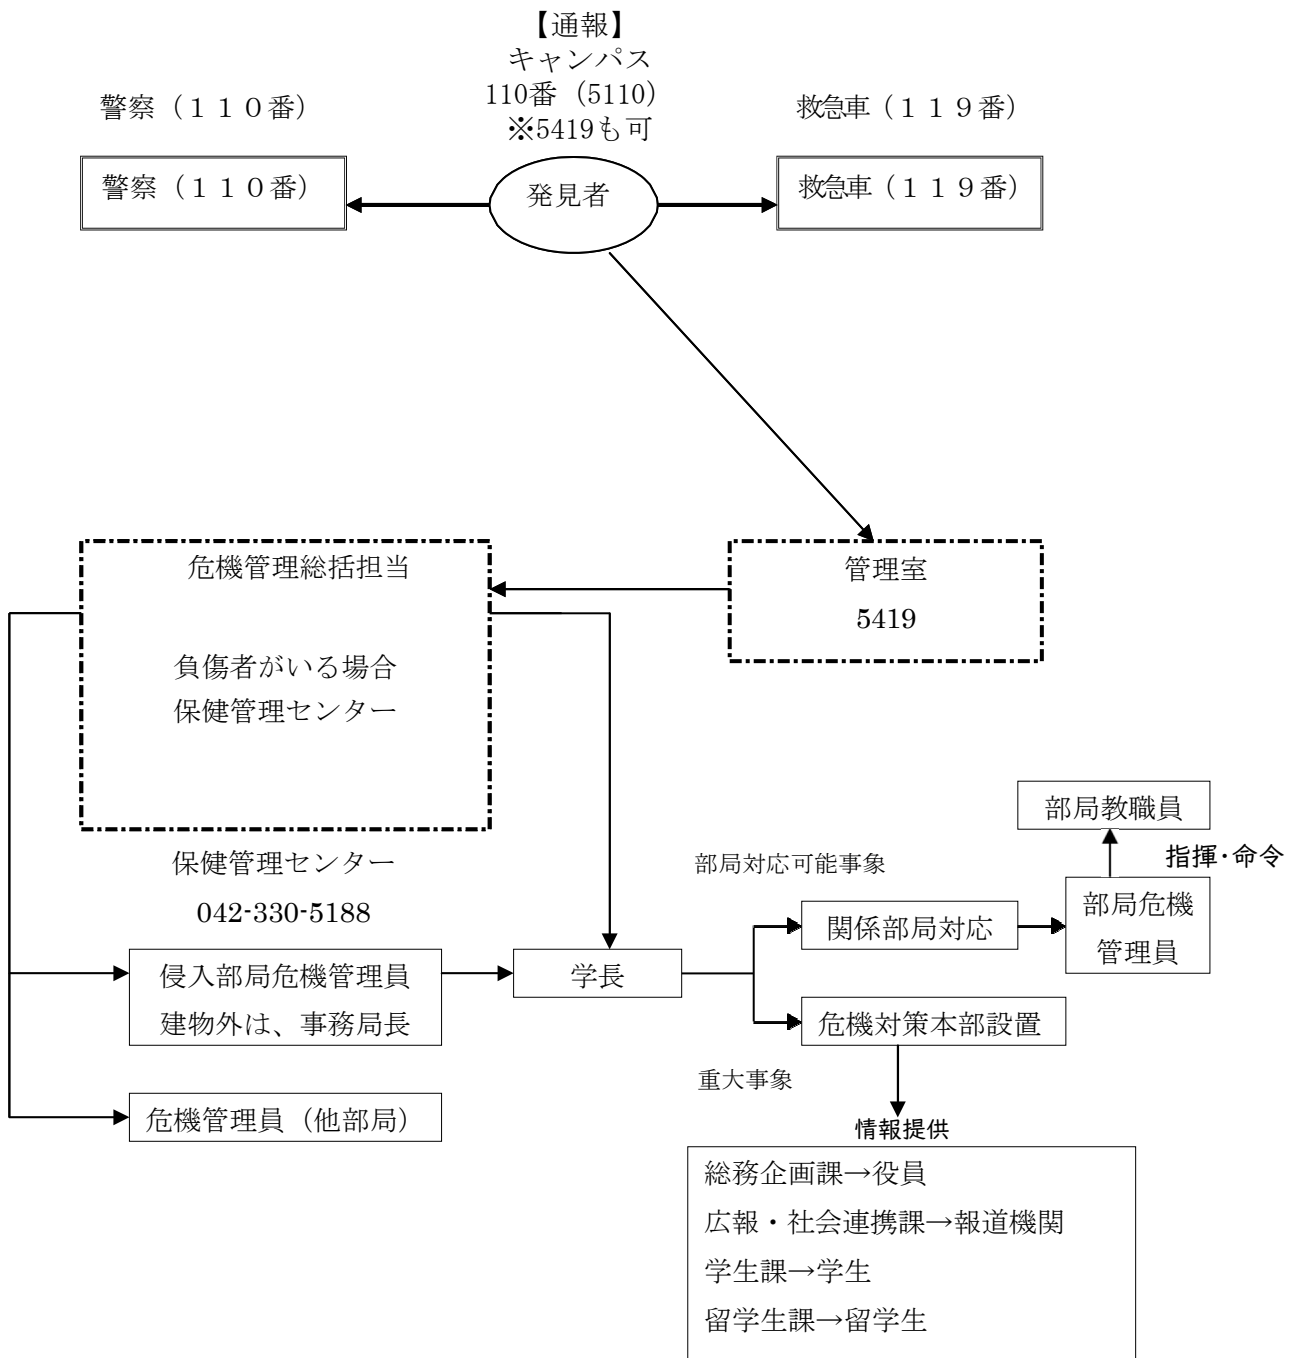 【通報】
キャンパス
110番（5110）
※5419も可
警察（１１０番）
救急車（１１９番）
警察（１１０番）
発見者
救急車（１１９番）
危機管理総括担当
負傷者がいる場合
保健管理センター
管理室
5419
保健管理センター
042-330-5188
部局教職員
指揮・命令
部局対応可能事象
部局危機
管理員
関係部局対応
侵入部局危機管理員
建物外は、事務局長
学長
危機対策本部設置
重大事象
危機管理員（他部局）
情報提供
総務企画課→役員
広報・社会連携課→報道機関
学生課→学生
留学生課→留学生